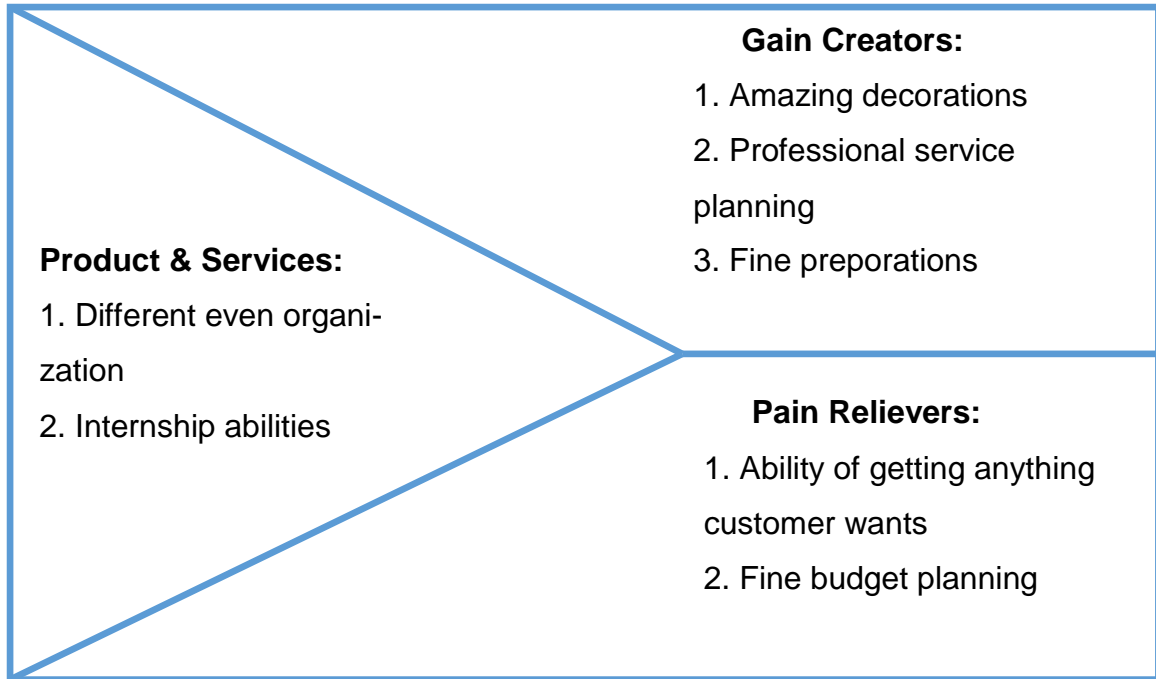 Product & Services:
1. Different even organi-
zation
2. Internship abilities
Gain Creators:
1. Amazing decorations
2. Professional service
planning
3. Fine preporations
Pain Relievers:
1. Ability of getting anything
customer wants
2. Fine budget planning